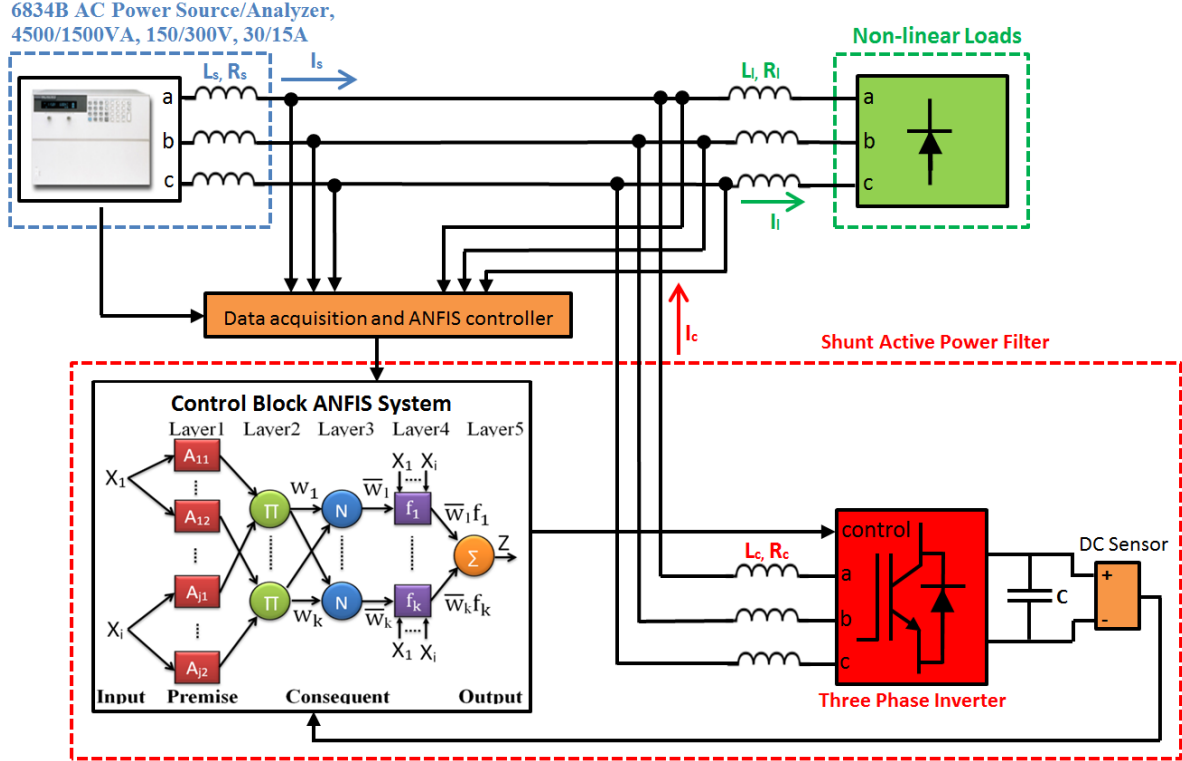 6834B AC Power Source/Analyzer,
4500/1500VA, 150/300V, 30/15A
Non-linear Loads
Lₛ, Rₛ
Iₛ
Lₗ, Rₗ
a
b
c
a
b
c
Iₗ
Data acquisition and ANFIS controller
I꜀
Shunt Active Power Filter
Control Block ANFIS System
Layer1 Layer2 Layer3 Layer4 Layer5
X₁
A₁₁
A₁₂
Aⱼ₁
Aⱼ₂
Xᵢ
Π
Π
w₁
wₖ
N
N
w̅₁
w̅ₖ
X₁ Xᵢ
f₁
fₖ
X₁ Xᵢ
w̅₁f₁
w̅ₖfₖ
Σ
Z
Input Premise Consequent Output
control
L꜀, R꜀
a
b
c
Three Phase Inverter
C
DC Sensor
+
-